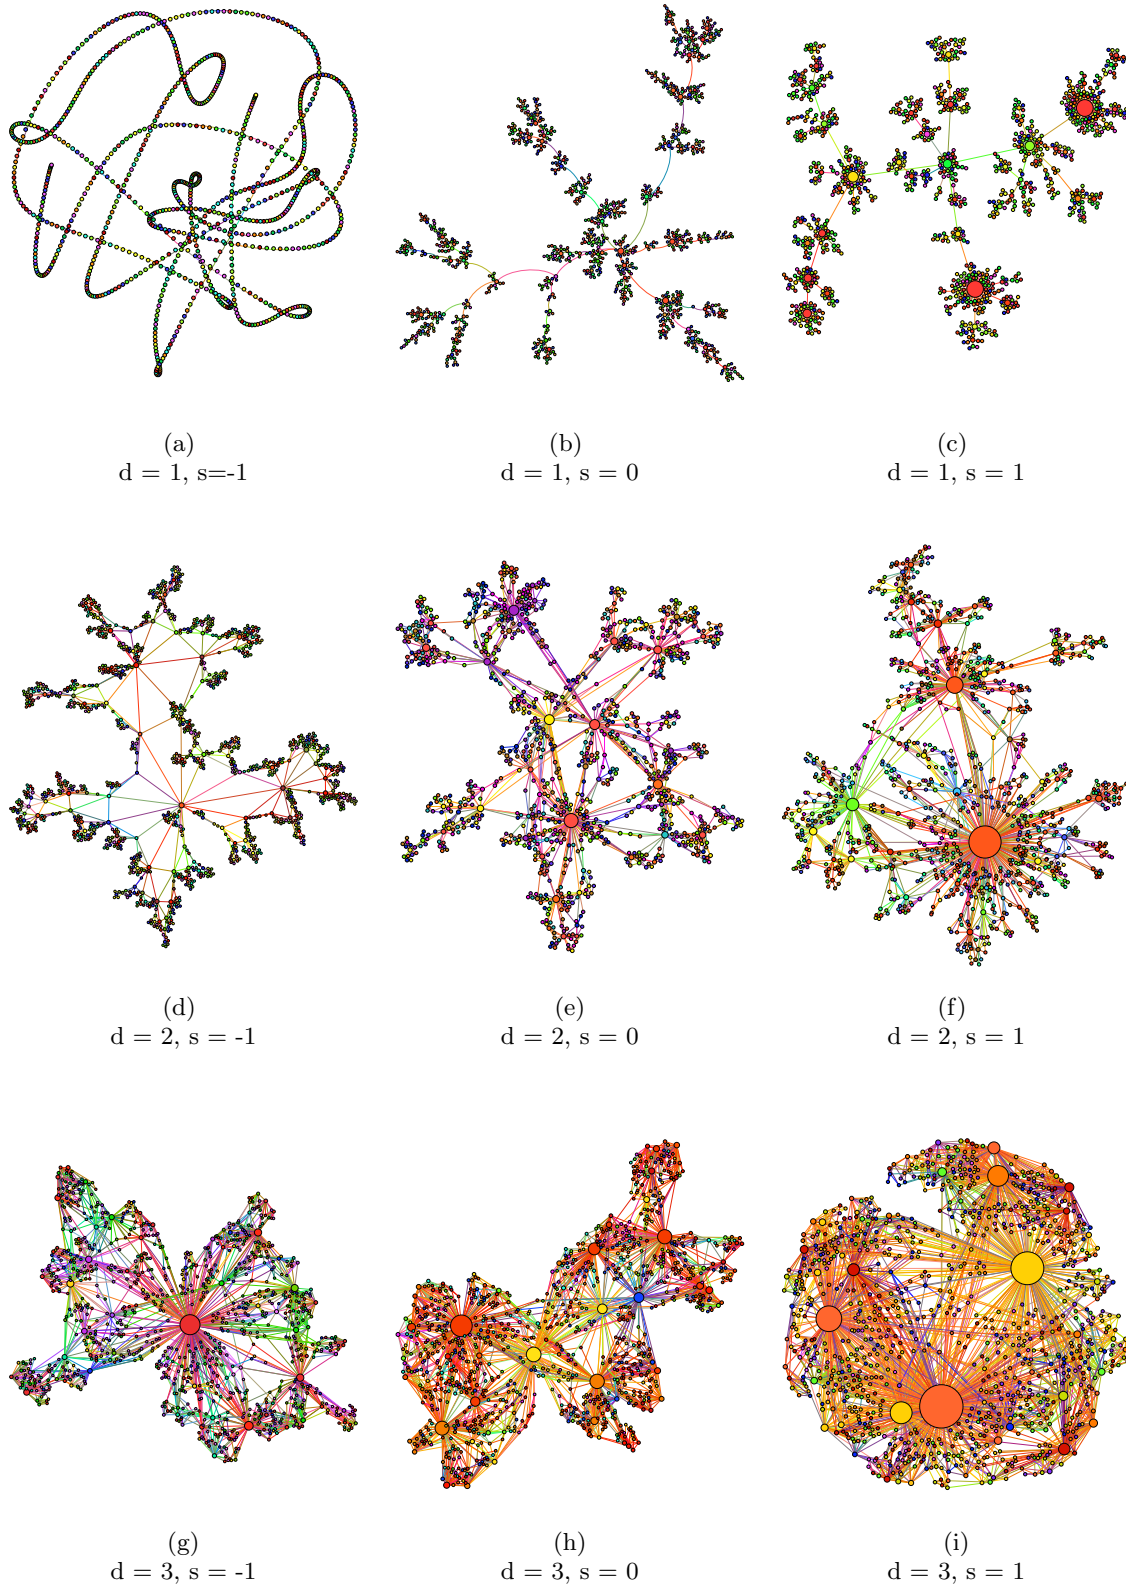 (a)
d = 1, s=-1
(b)
d = 1, s = 0
(c)
d = 1, s = 1
(d)
d = 2, s = -1
(e)
d = 2, s = 0
(f)
d = 2, s = 1
(g)
d = 3, s = -1
(h)
d = 3, s = 0
(i)
d = 3, s = 1